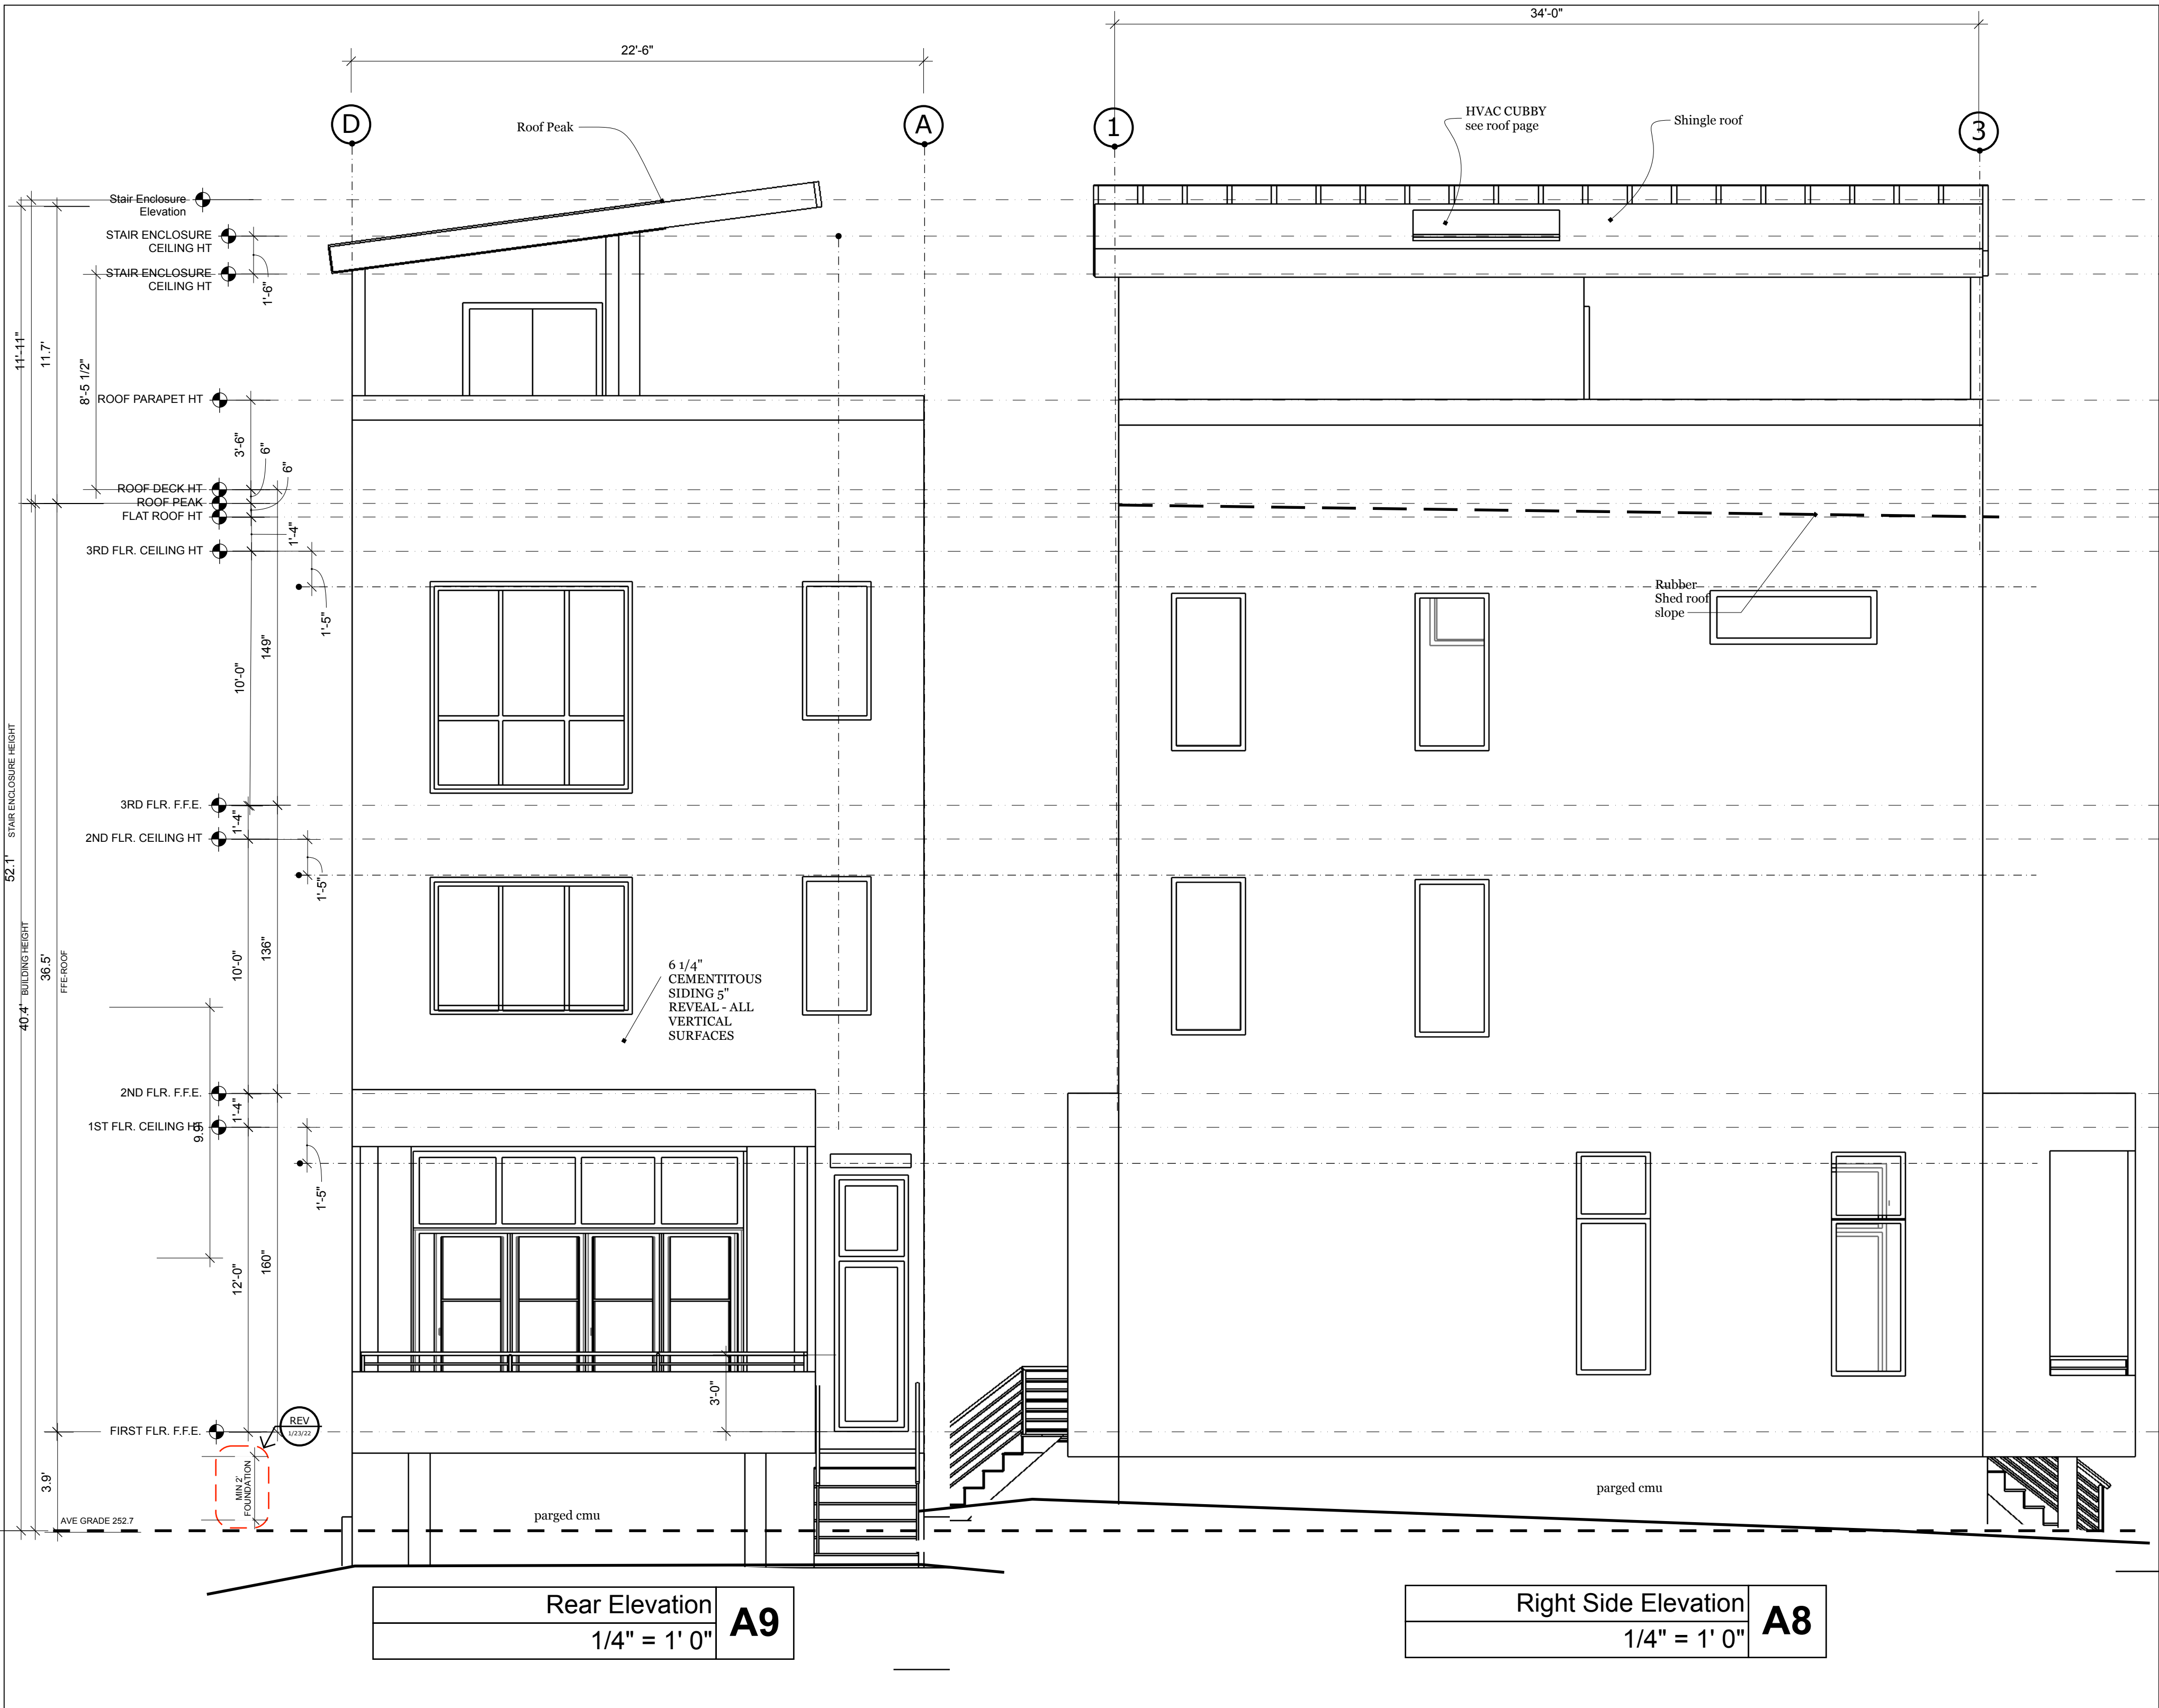 34'-0"
22'-6"
D
A
1
3
Roof Peak
HVAC CUBBY
see roof page
Shingle roof
Stair Enclosure
Elevation
STAIR ENCLOSURE
CEILING HT
STAIR ENCLOSURE
CEILING HT
1'-6"
11'-11"
11.7'
8'-5 1/2"
ROOF PARAPET HT
3'-6"
6"
6"
ROOF DECK HT
ROOF PEAK
FLAT ROOF HT
1'-4"
3RD FLR. CEILING HT
1'-5"
Rubber
Shed roof
slope
149"
10'-0"
52.1' STAIR ENCLOSURE HEIGHT
3RD FLR. F.F.E.
1'-4"
2ND FLR. CEILING HT
1'-5"
40.4' BUILDING HEIGHT
36.5'
FFE-ROOF
10'-0"
136"
6 1/4"
CEMENTITOUS
SIDING 5"
REVEAL - ALL
VERTICAL
SURFACES
2ND FLR. F.F.E.
1'-4"
1ST FLR. CEILING HT
9.9'
1'-5"
12'-0"
160"
3'-0"
FIRST FLR. F.F.E.
REV
1/23/22
3.9'
MIN 2'
FOUNDATION
AVE GRADE 252.7
parged cmu
parged cmu
Rear Elevation
1/4" = 1' 0"
A9
Right Side Elevation
1/4" = 1' 0"
A8